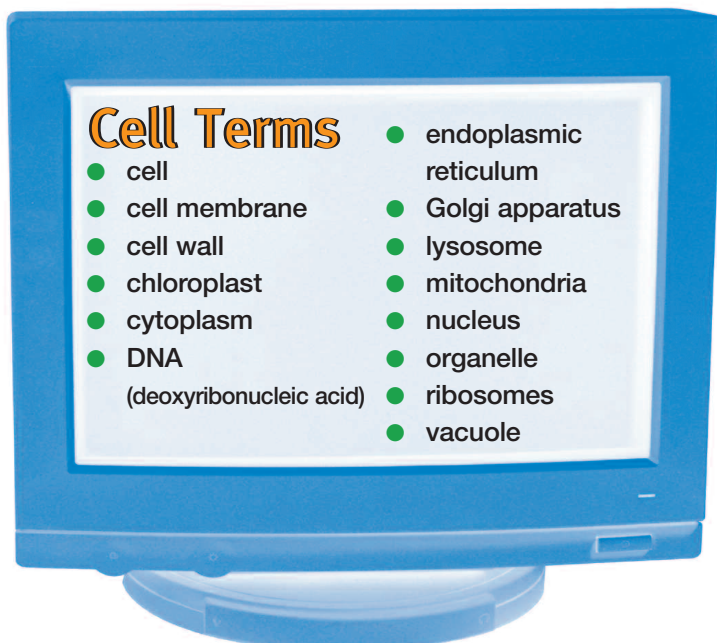 Cell Terms
cell
cell membrane
cell wall
chloroplast
cytoplasm
DNA
(deoxyribonucleic acid)
endoplasmic
reticulum
Golgi apparatus
lysosome
mitochondria
nucleus
organelle
ribosomes
vacuole